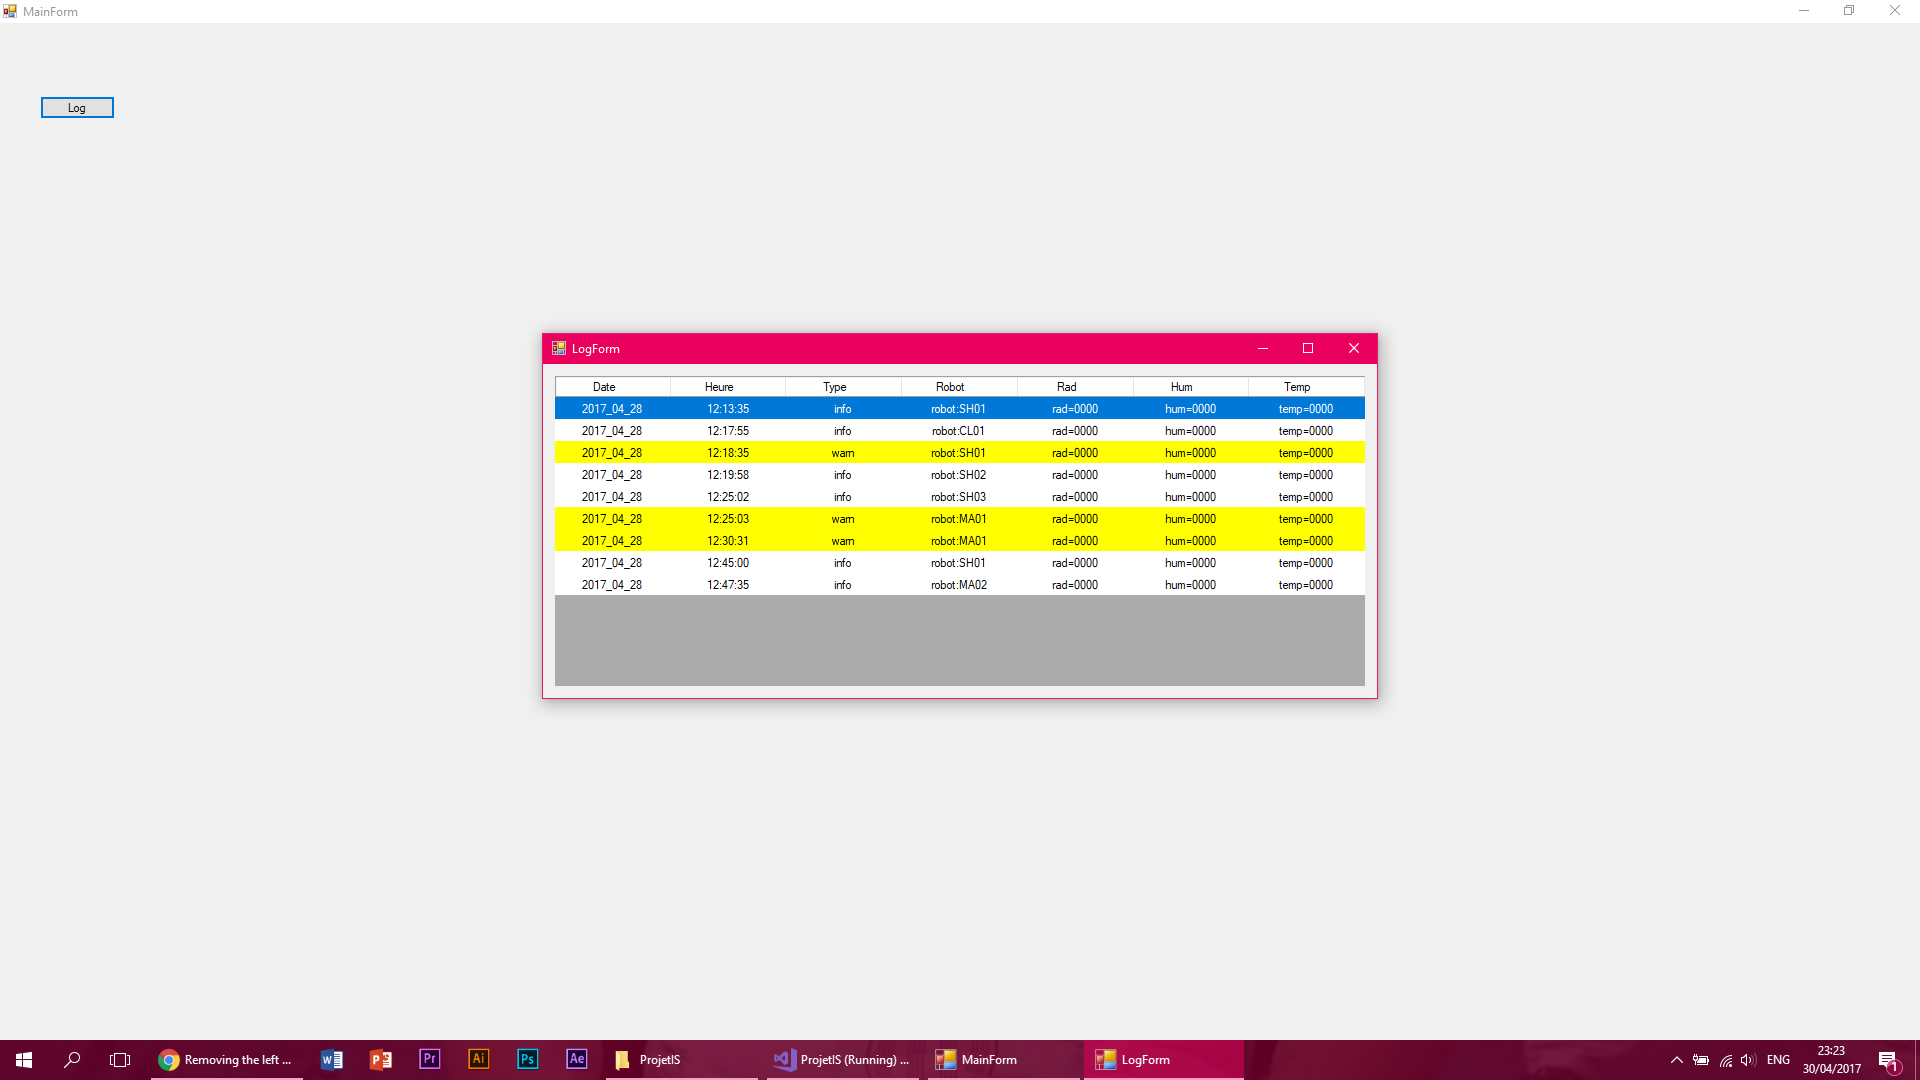 MainForm
Log
LogForm
Date Heure Type Robot Rad Hum Temp
2017_04_28 12:13:35 info robot:SH01 rad=0000 hum=0000 temp=0000
2017_04_28 12:17:55 info robot:CL01 rad=0000 hum=0000 temp=0000
2017_04_28 12:18:35 warn robot:SH01 rad=0000 hum=0000 temp=0000
2017_04_28 12:19:58 info robot:SH02 rad=0000 hum=0000 temp=0000
2017_04_28 12:25:02 info robot:SH03 rad=0000 hum=0000 temp=0000
2017_04_28 12:25:03 warn robot:MA01 rad=0000 hum=0000 temp=0000
2017_04_28 12:30:31 warn robot:MA01 rad=0000 hum=0000 temp=0000
2017_04_28 12:45:00 info robot:SH01 rad=0000 hum=0000 temp=0000
2017_04_28 12:47:35 info robot:MA02 rad=0000 hum=0000 temp=0000
Removing the left ... W P Pr Ai Ps Ae ProjetIS ProjetIS (Running) ... MainForm LogForm ENG 23:23 1
30/04/2017